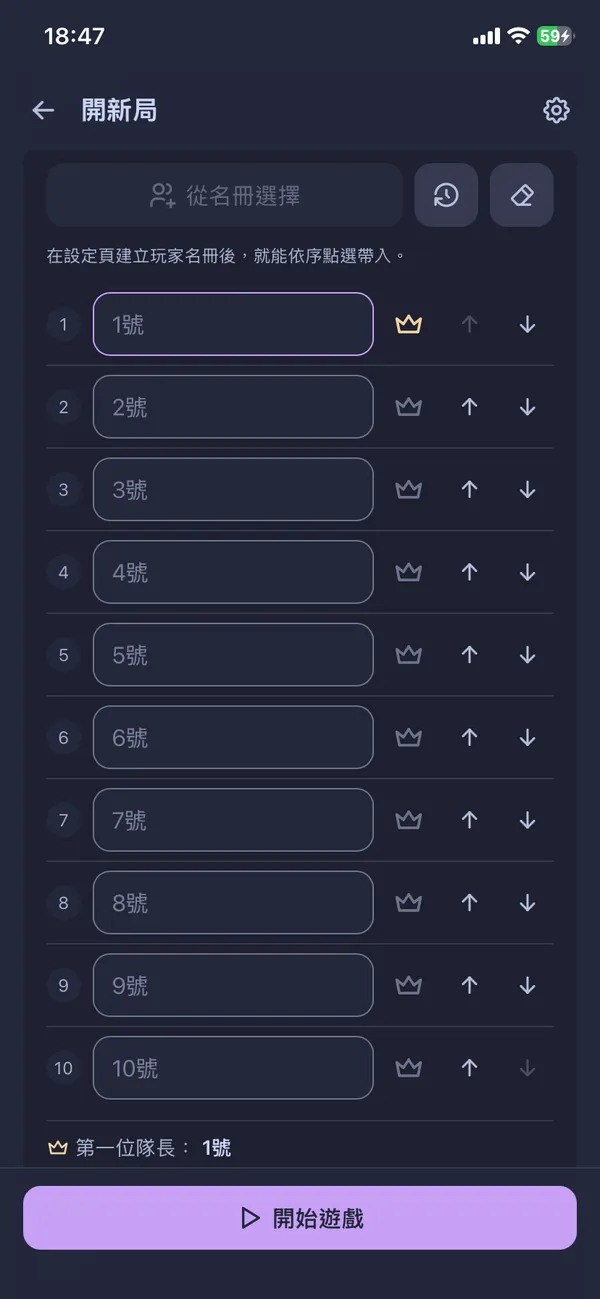 18:47
59
開新局
從名冊選擇
在設定頁建立玩家名冊後，就能依序點選帶入。
1 1號
2 2號
3 3號
4 4號
5 5號
6 6號
7 7號
8 8號
9 9號
10 10號
第一位隊長： 1號
開始遊戲